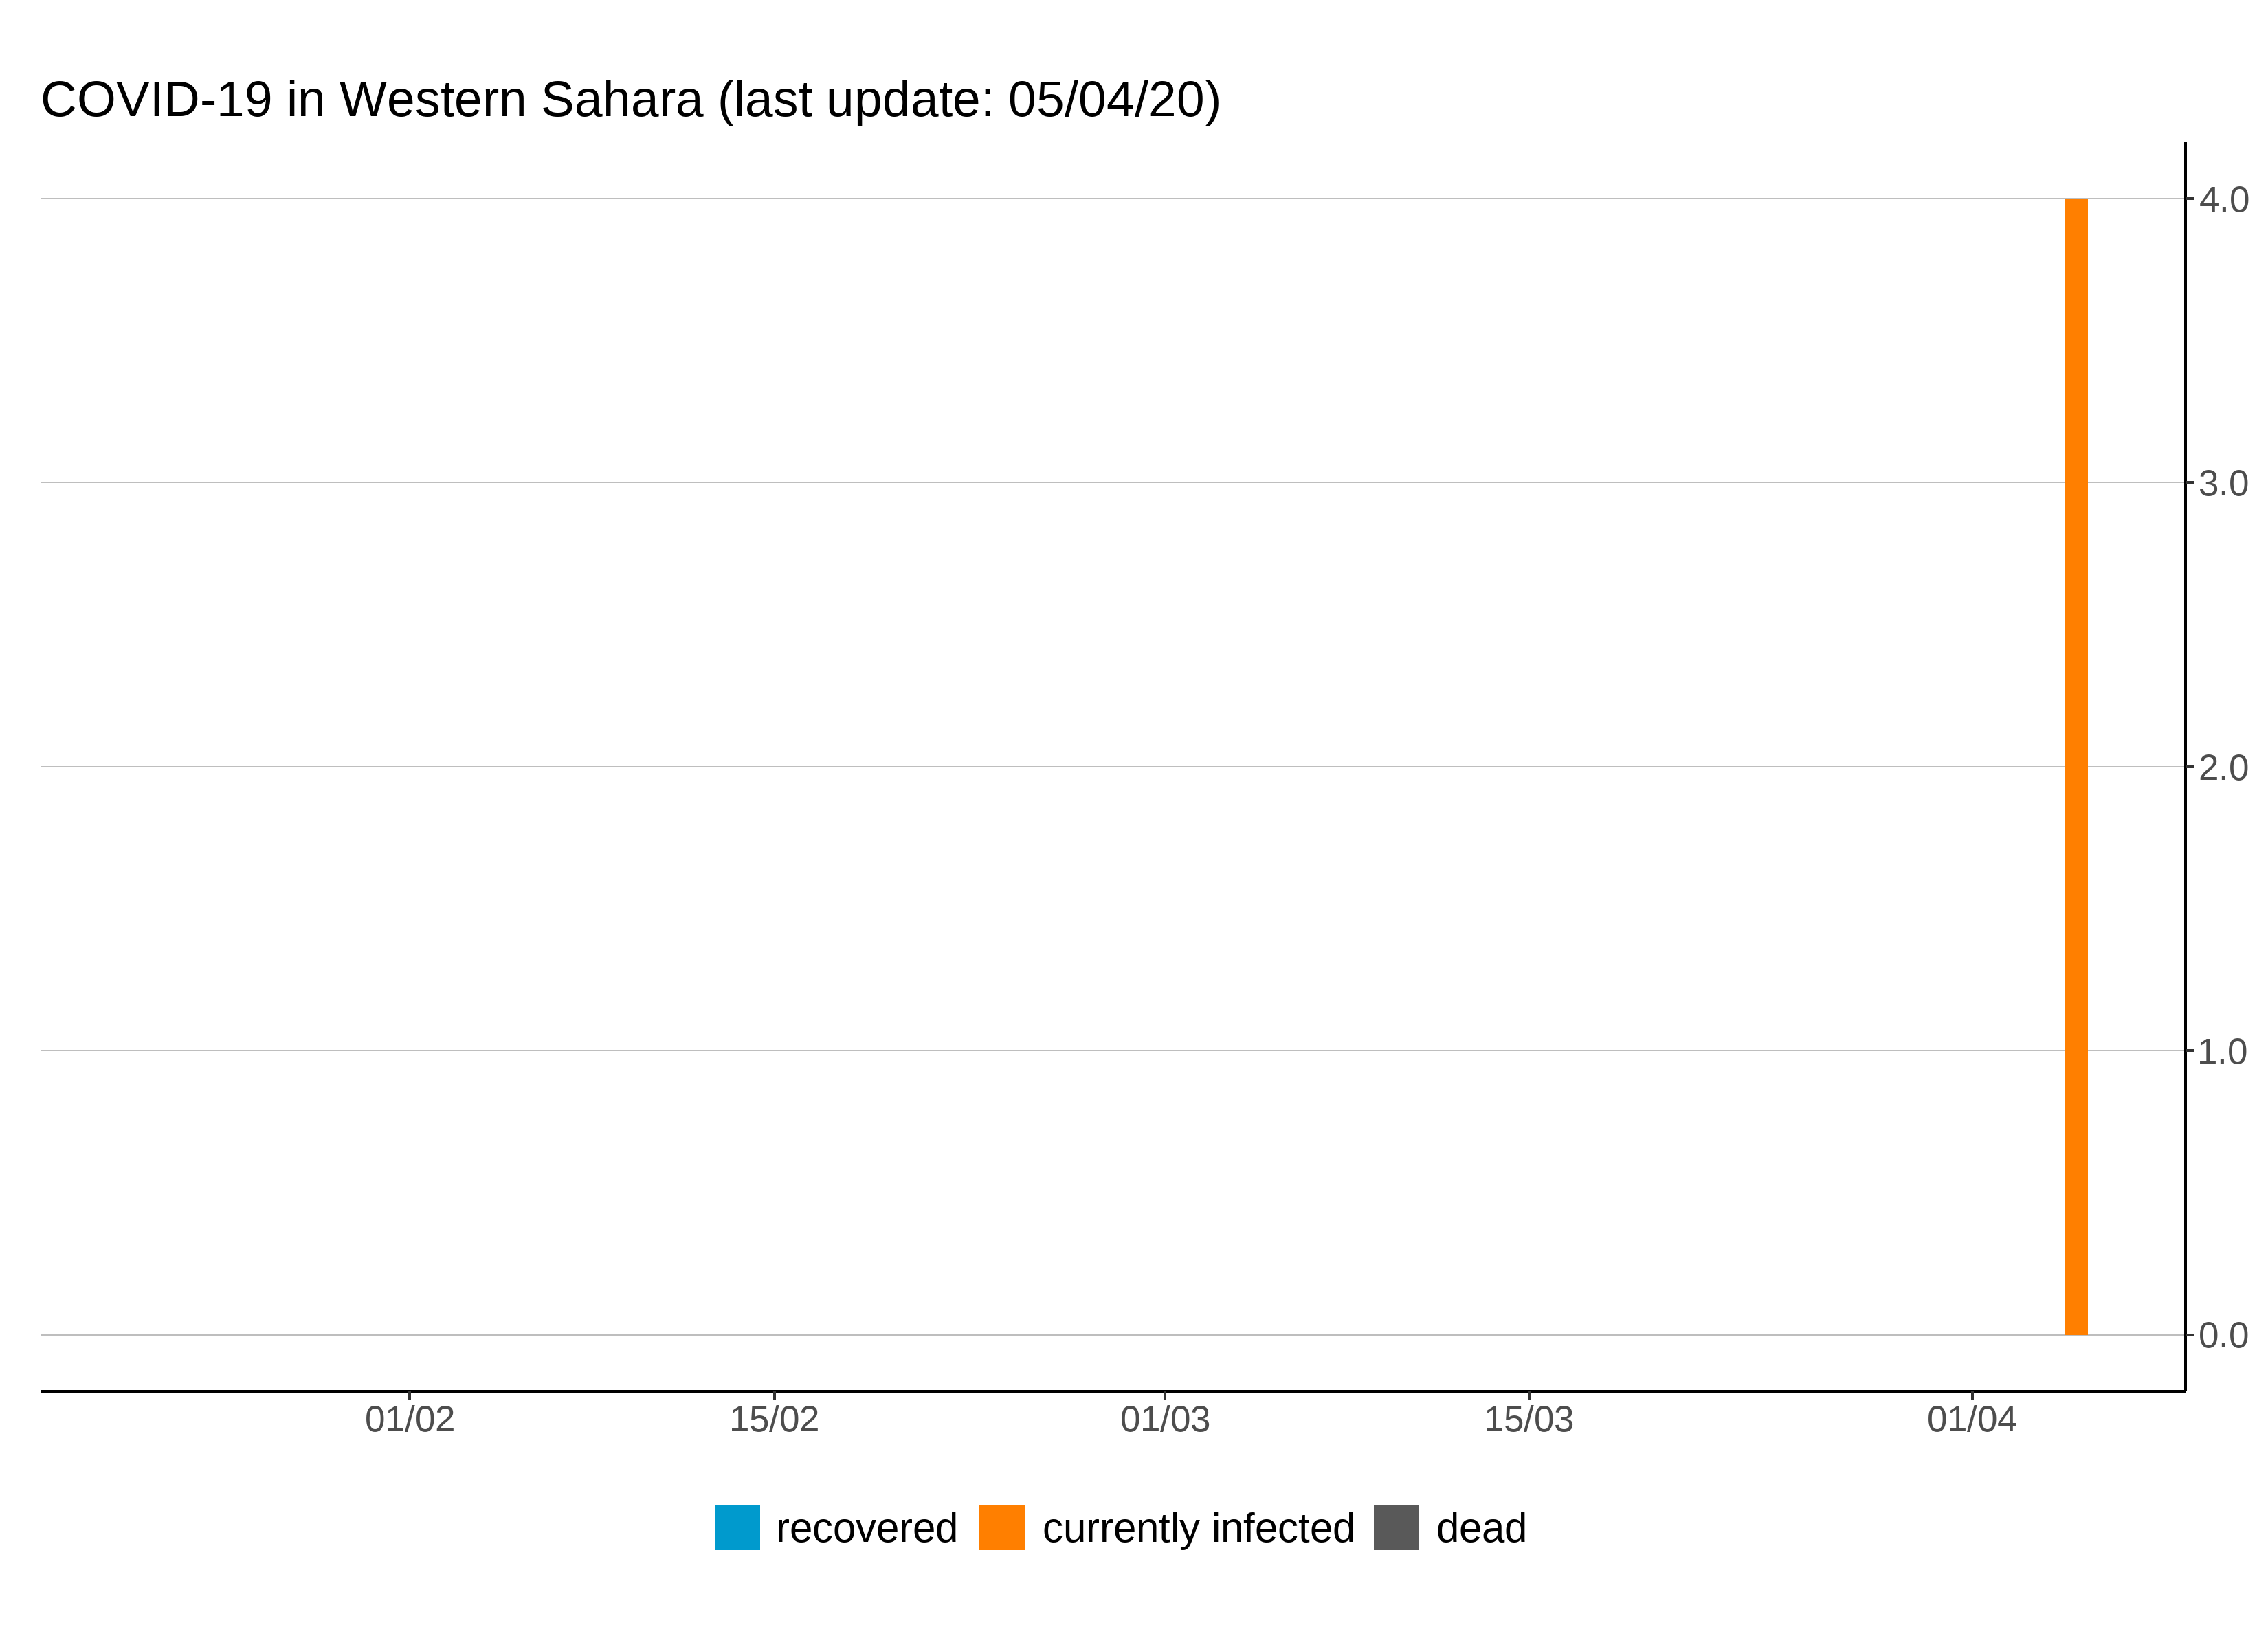 COVID-19 in Western Sahara (last update: 05/04/20)
4.0
3.0
2.0
1.0
0.0
01/02 15/02 01/03 15/03 01/04
recovered currently infected dead